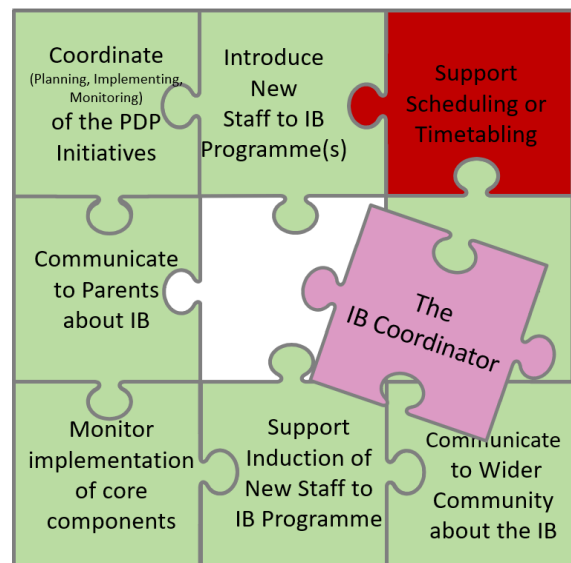 Coordinate
(Planning, Implementing,
Monitoring)
of the PDP
Initiatives
Introduce
New
Staff to IB
Programme(s)
Support
Scheduling or
Timetabling
Communicate
to Parents
about IB
The
IB Coordinator
Monitor
implementation
of core
components
Support
Induction of
New Staff to
IB Programme
Communicate
to Wider
Community
about the IB